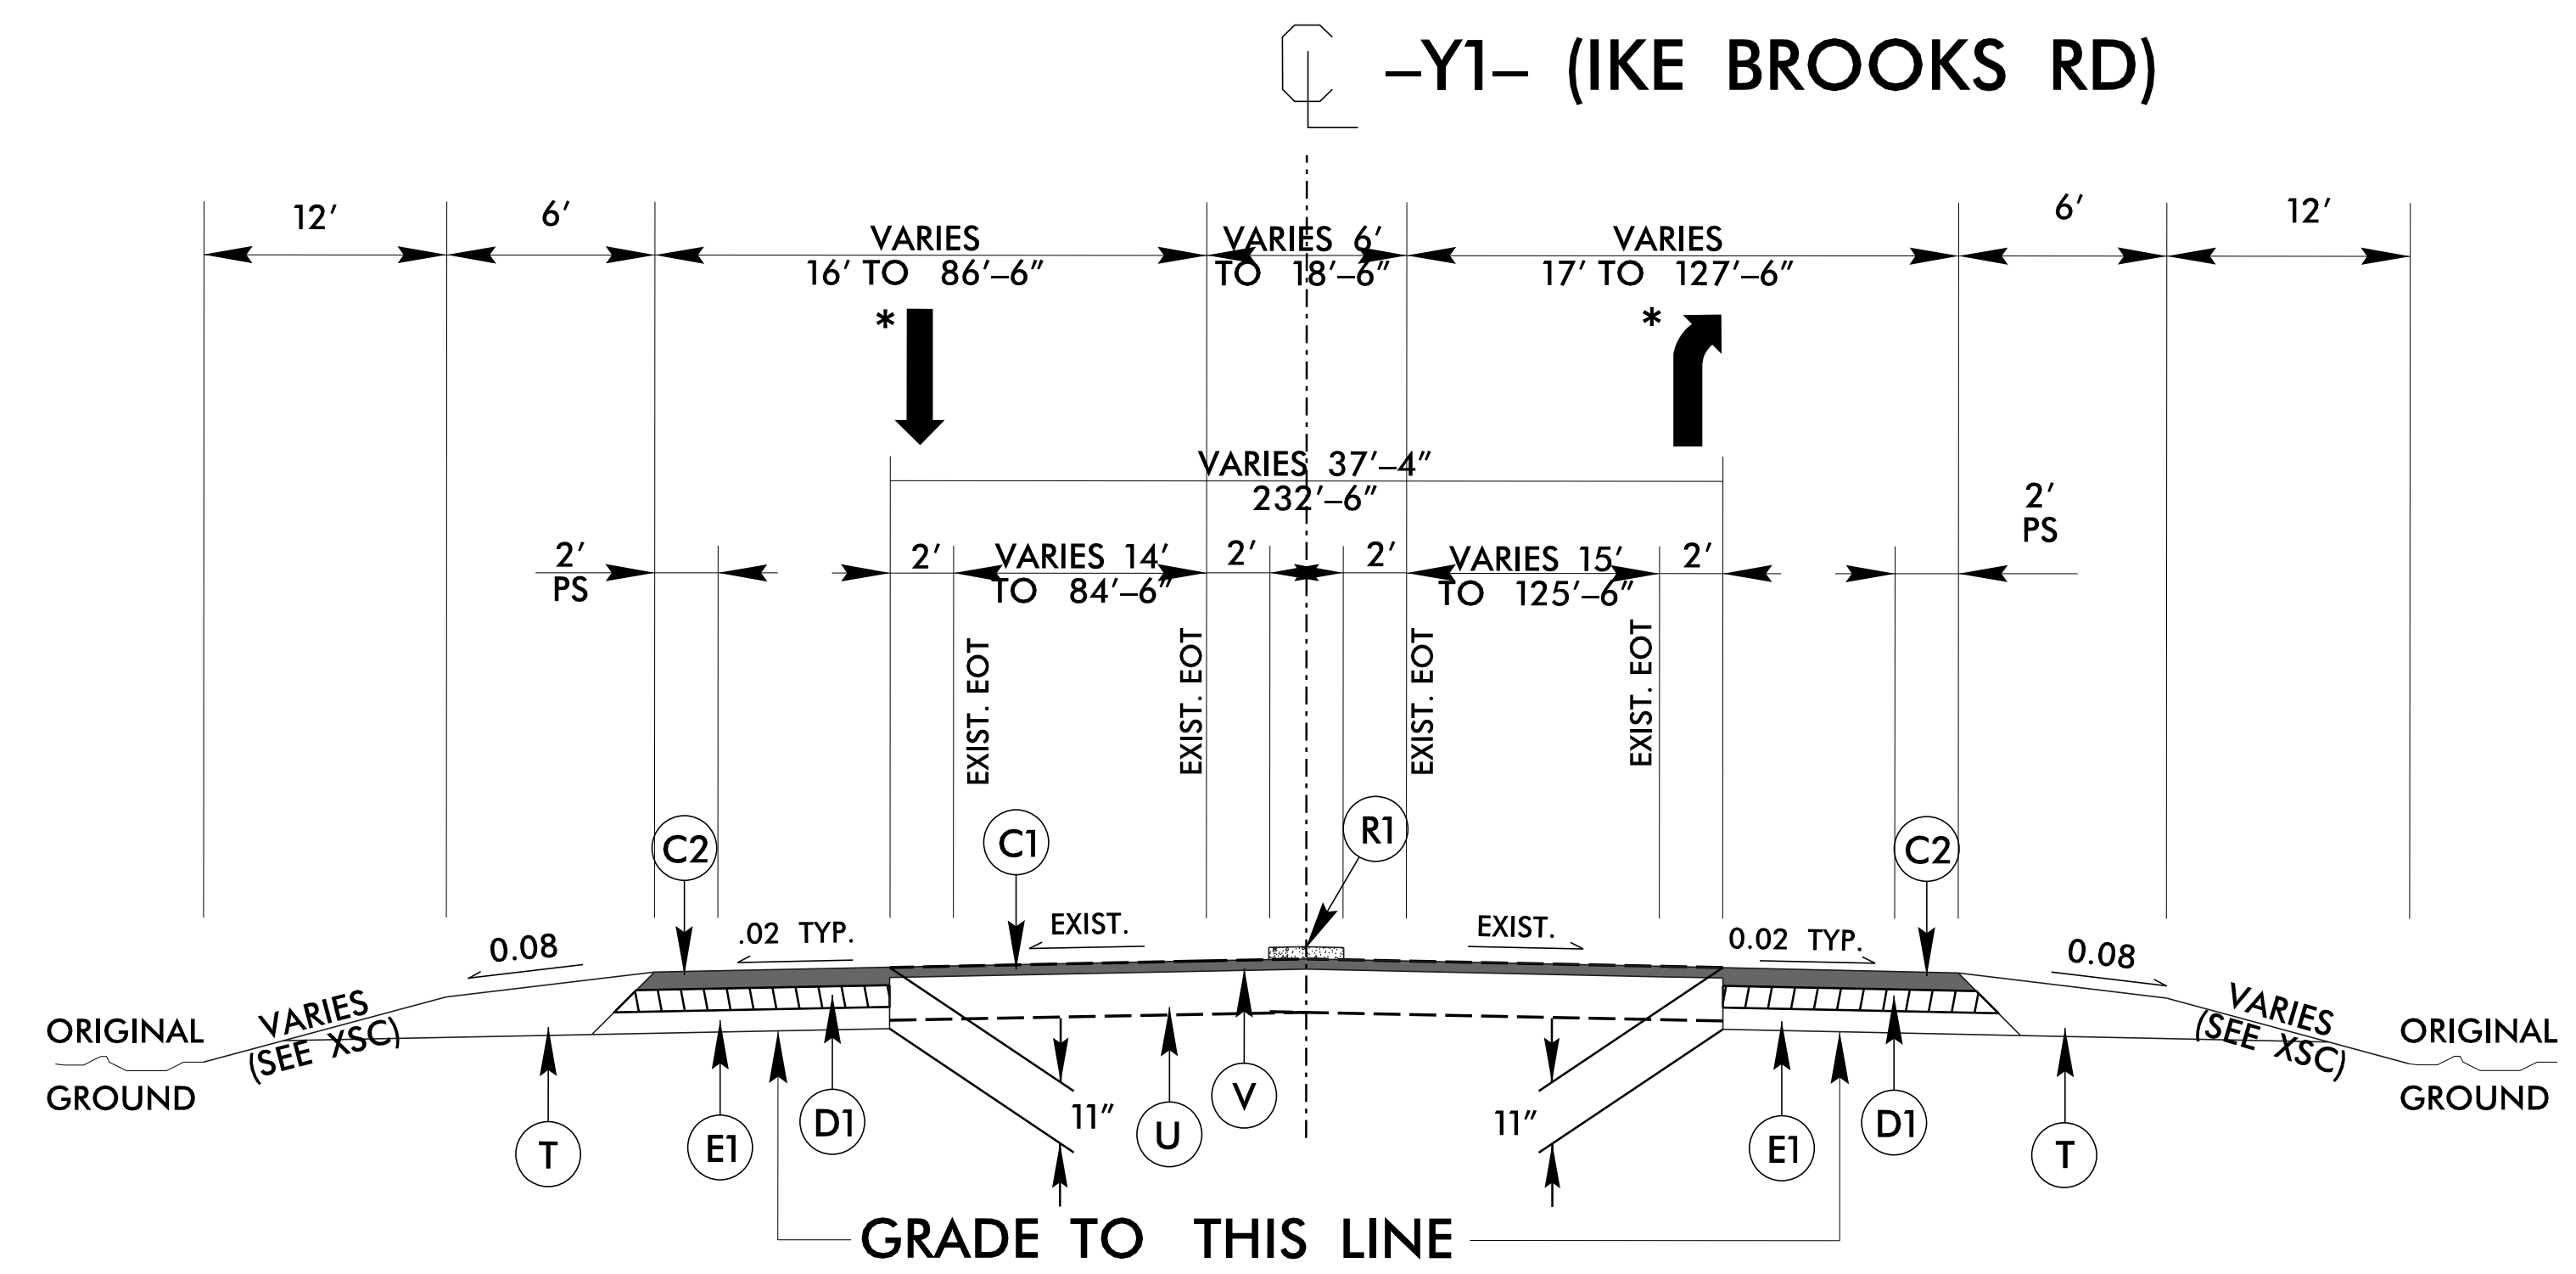 ℄ –Y1– (IKE BROOKS RD)
12′
6′
VARIES
16′ TO 86′–6″
VARIES 6′
TO 18′–6″
VARIES
17′ TO 127′–6″
6′
12′
*
*
VARIES 37′–4″
232′–6″
2′
PS
2′
VARIES 14′
TO 84′–6″
2′
2′
VARIES 15′
TO 125′–6″
2′
2′
PS
EXIST. EOT
EXIST. EOT
EXIST. EOT
EXIST. EOT
C2
C1
R1
C2
0.08
.02 TYP.
EXIST.
EXIST.
0.02 TYP.
0.08
ORIGINAL
GROUND
VARIES
(SEE XSC)
VARIES
(SEE XSC)
ORIGINAL
GROUND
T
E1
D1
11″
U
V
11″
E1
D1
T
GRADE TO THIS LINE